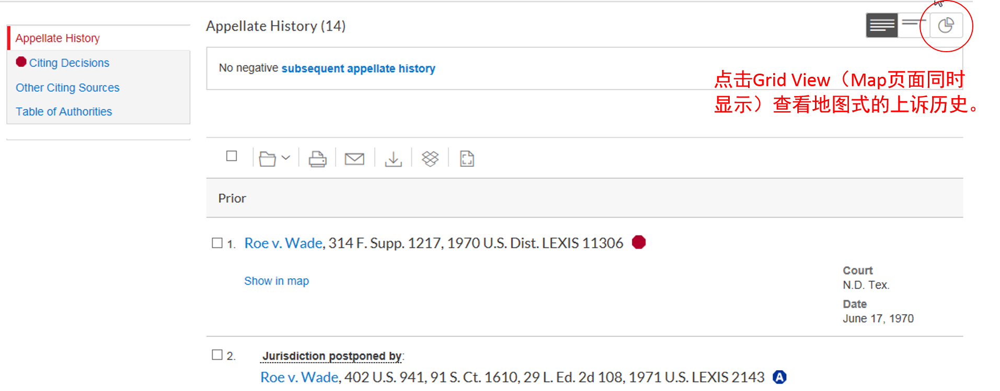 Appellate History
Citing Decisions
Other Citing Sources
Table of Authorities
Appellate History (14)
No negative subsequent appellate history
点击Grid View（Map页面同时
显示）查看地图式的上诉历史。
Prior
1. Roe v. Wade, 314 F. Supp. 1217, 1970 U.S. Dist. LEXIS 11306
Show in map
Court
N.D. Tex.
Date
June 17, 1970
2. Jurisdiction postponed by:
Roe v. Wade, 402 U.S. 941, 91 S. Ct. 1610, 29 L. Ed. 2d 108, 1971 U.S. LEXIS 2143 A